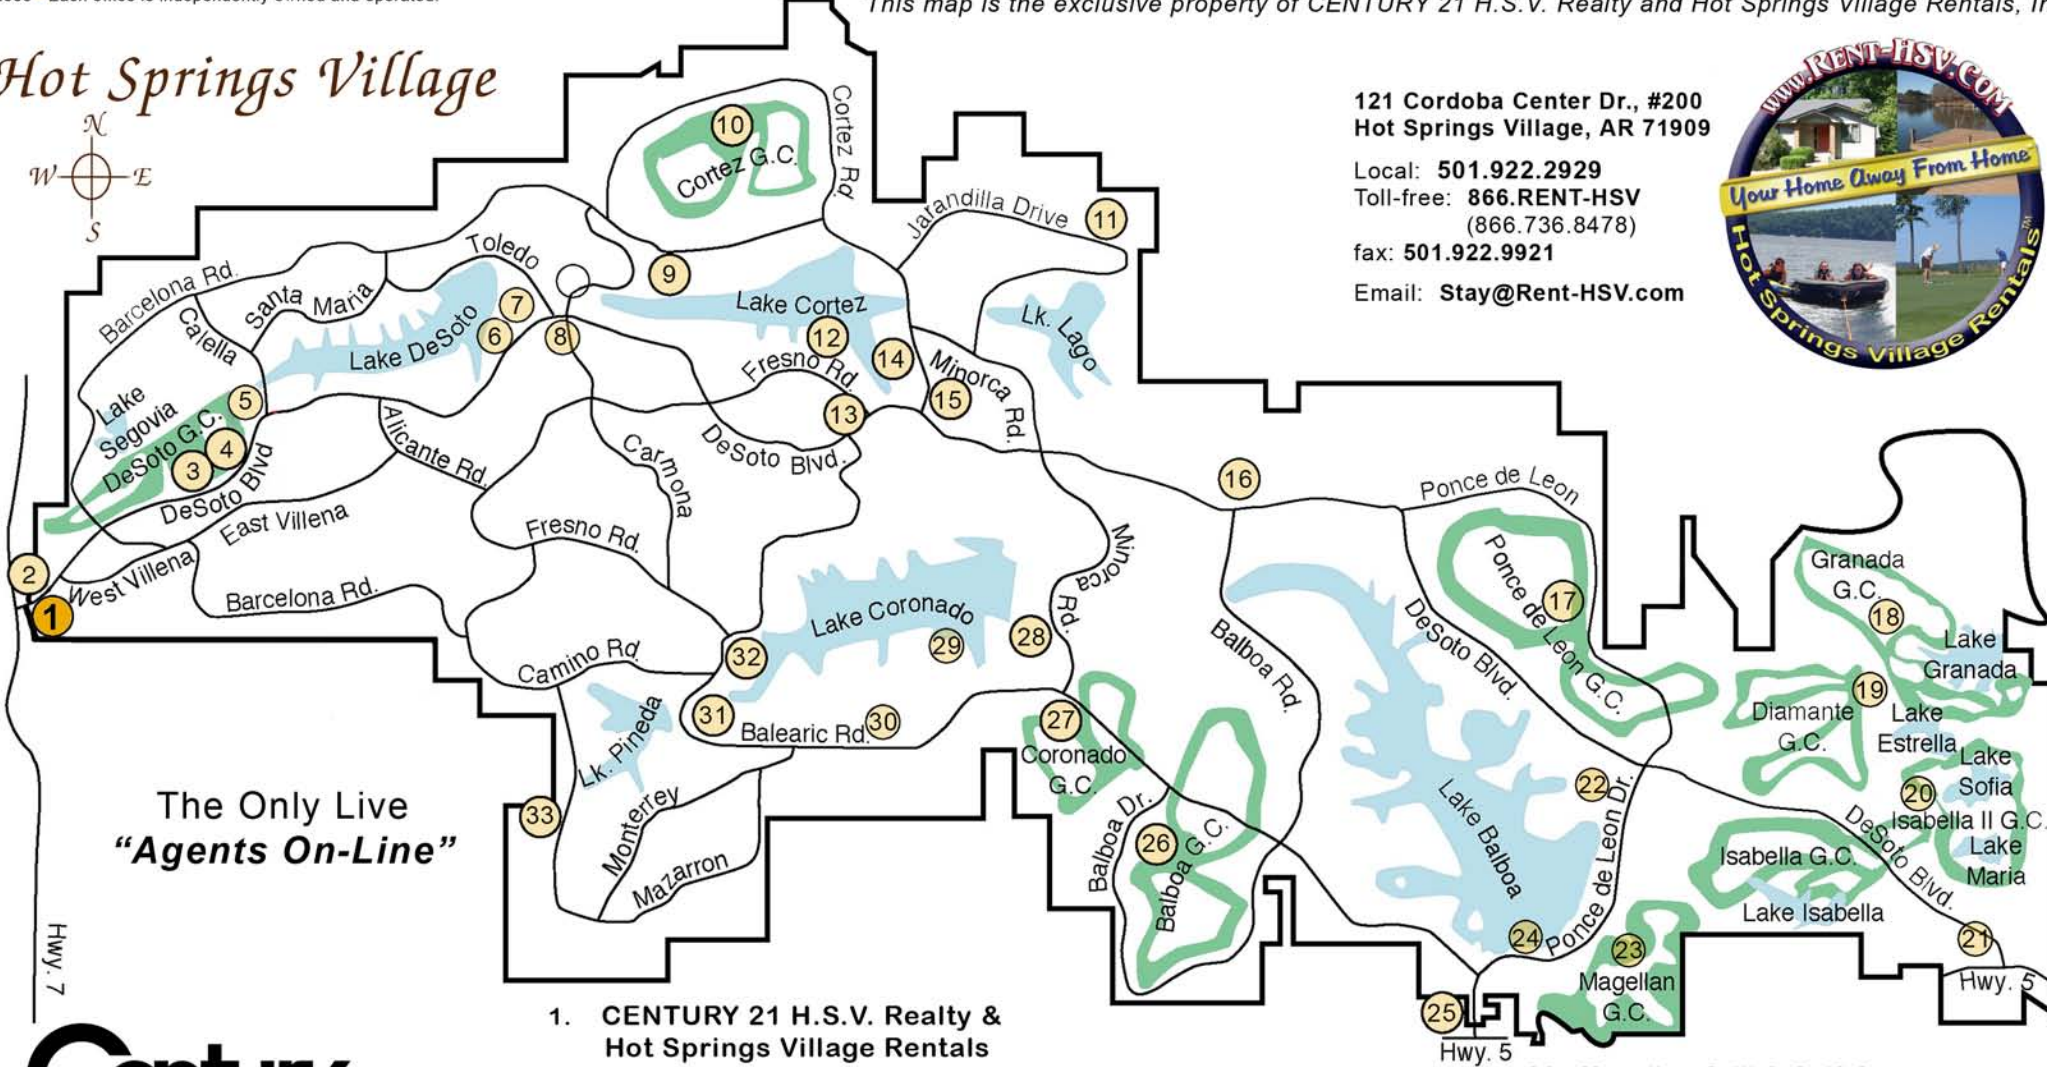 This map is the exclusive property of CENTURY 21 H.S.V. Realty and Hot Springs Village Rentals,
Hot Springs Village
N
W
E
S
121 Cordoba Center Dr., #200
Hot Springs Village, AR 71909
Local: 501.922.2929
Toll-free: 866.RENT-HSV
(866.736.8478)
fax: 501.922.9921
Email: Stay@Rent-HSV.com
www.RENT-HSV.COM
Your Home Away From Home
Hot Springs Village Rentals™
10
Cortez G.C.
Cortez Rd.
Jarandilla Drive
11
Toledo
Barcelona Rd.
Santa Maria
Calella
9
7
6
8
Lake DeSoto
Lake Cortez
12
14
Lk. Lago
Fresno Rd.
Minorca Rd.
15
13
Lake
Segovia
5
DeSoto G.C.
4
3
DeSoto Blvd
Alicante Rd.
Carmona
DeSoto Blvd.
16
Ponce de Leon
East Villena
Fresno Rd.
Minorca Rd.
2
1
West Villena
Barcelona Rd.
Lake Coronado
29
28
Balboa Rd.
DeSoto Blvd.
Ponce de Leon G.C.
17
Granada
G.C.
18
Lake
Granada
32
Camino Rd.
31
Balearic Rd.
30
27
Coronado
G.C.
19
Diamante
G.C.
Lake
Estrella
Lake
Sofia
Lk. Pineda
The Only Live
"Agents On-Line"
33
Monterrey
Mazarron
Balboa Dr.
26
Balboa G.C.
Lake Balboa
22
Ponce de Leon Dr.
20
Isabella II G.C.
DeSoto Blvd.
Isabella G.C.
Lake
Maria
Lake Isabella
24
23
Magellan
G.C.
21
Hwy. 5
25
Hwy. 5
Hwy. 7
1. CENTURY 21 H.S.V. Realty &
Hot Springs Village Rentals